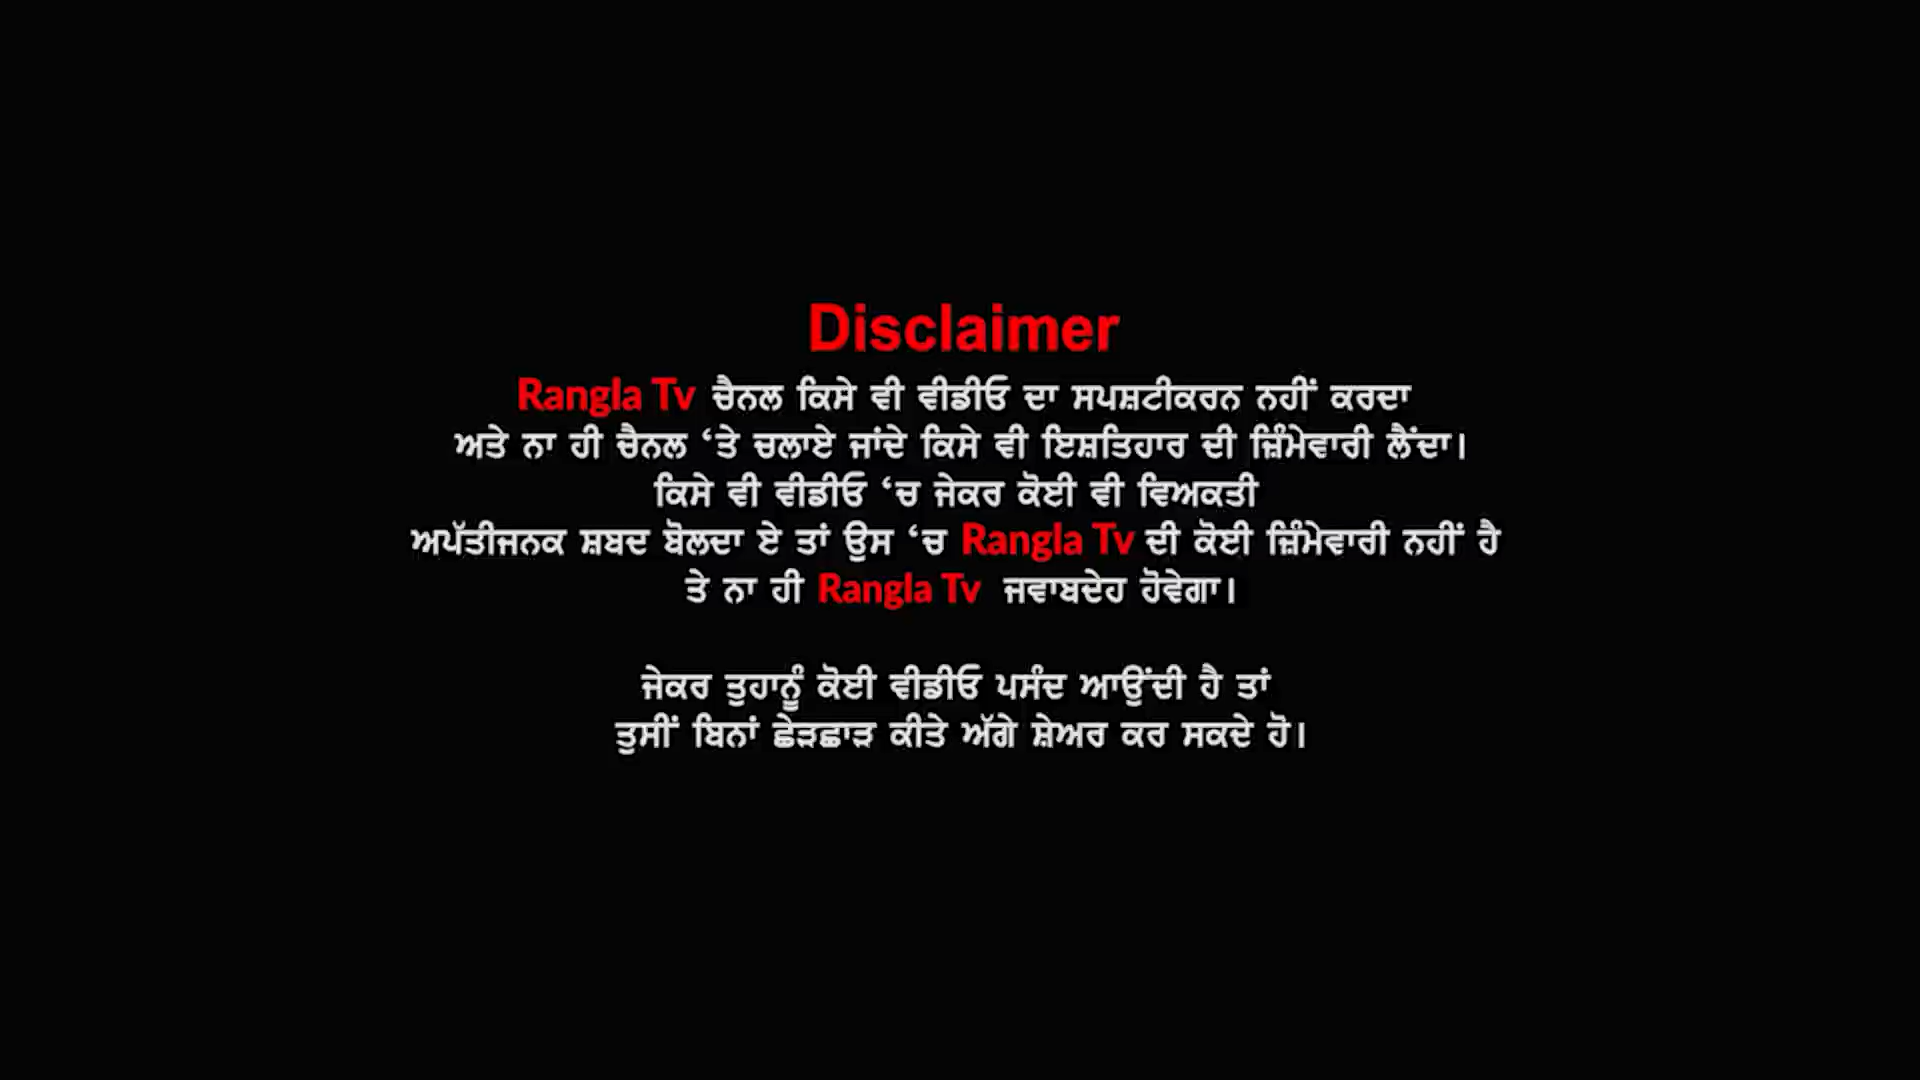 Disclaimer
Rangla Tv ਚੈਨਲ ਕਿਸੇ ਵੀ ਵੀਡੀਓ ਦਾ ਸਪਸ਼ਟੀਕਰਨ ਨਹੀਂ ਕਰਦਾ
ਅਤੇ ਨਾ ਹੀ ਚੈਨਲ ‘ਤੇ ਚਲਾਏ ਜਾਂਦੇ ਕਿਸੇ ਵੀ ਇਸ਼ਤਿਹਾਰ ਦੀ ਜ਼ਿੰਮੇਵਾਰੀ ਲੈਂਦਾ।
ਕਿਸੇ ਵੀ ਵੀਡੀਓ ‘ਚ ਜੇਕਰ ਕੋਈ ਵੀ ਵਿਅਕਤੀ
ਅਪੱਤੀਜਨਕ ਸ਼ਬਦ ਬੋਲਦਾ ਏ ਤਾਂ ਉਸ ‘ਚ Rangla Tv ਦੀ ਕੋਈ ਜ਼ਿੰਮੇਵਾਰੀ ਨਹੀਂ ਹੈ
ਤੇ ਨਾ ਹੀ Rangla Tv ਜਵਾਬਦੇਹ ਹੋਵੇਗਾ।
ਜੇਕਰ ਤੁਹਾਨੂੰ ਕੋਈ ਵੀਡੀਓ ਪਸੰਦ ਆਉਂਦੀ ਹੈ ਤਾਂ
ਤੁਸੀਂ ਬਿਨਾਂ ਛੇੜਛਾੜ ਕੀਤੇ ਅੱਗੇ ਸ਼ੇਅਰ ਕਰ ਸਕਦੇ ਹੋ।